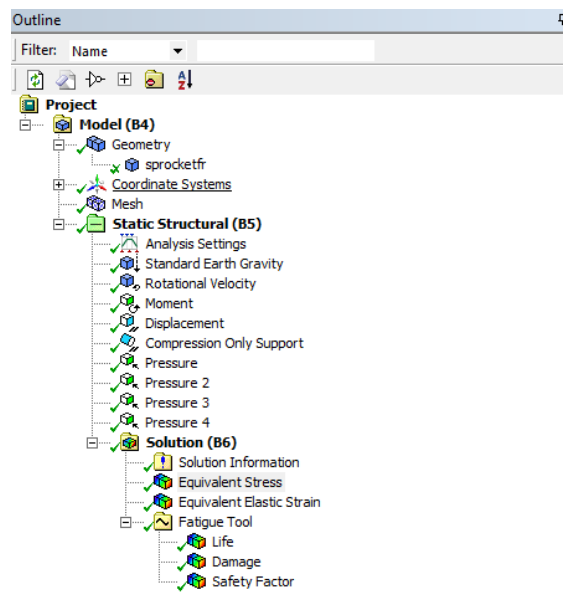 Outline
Filter: Name
Project
Model (B4)
Geometry
sprocketfr
Coordinate Systems
Mesh
Static Structural (B5)
Analysis Settings
Standard Earth Gravity
Rotational Velocity
Moment
Displacement
Compression Only Support
Pressure
Pressure 2
Pressure 3
Pressure 4
Solution (B6)
Solution Information
Equivalent Stress
Equivalent Elastic Strain
Fatigue Tool
Life
Damage
Safety Factor